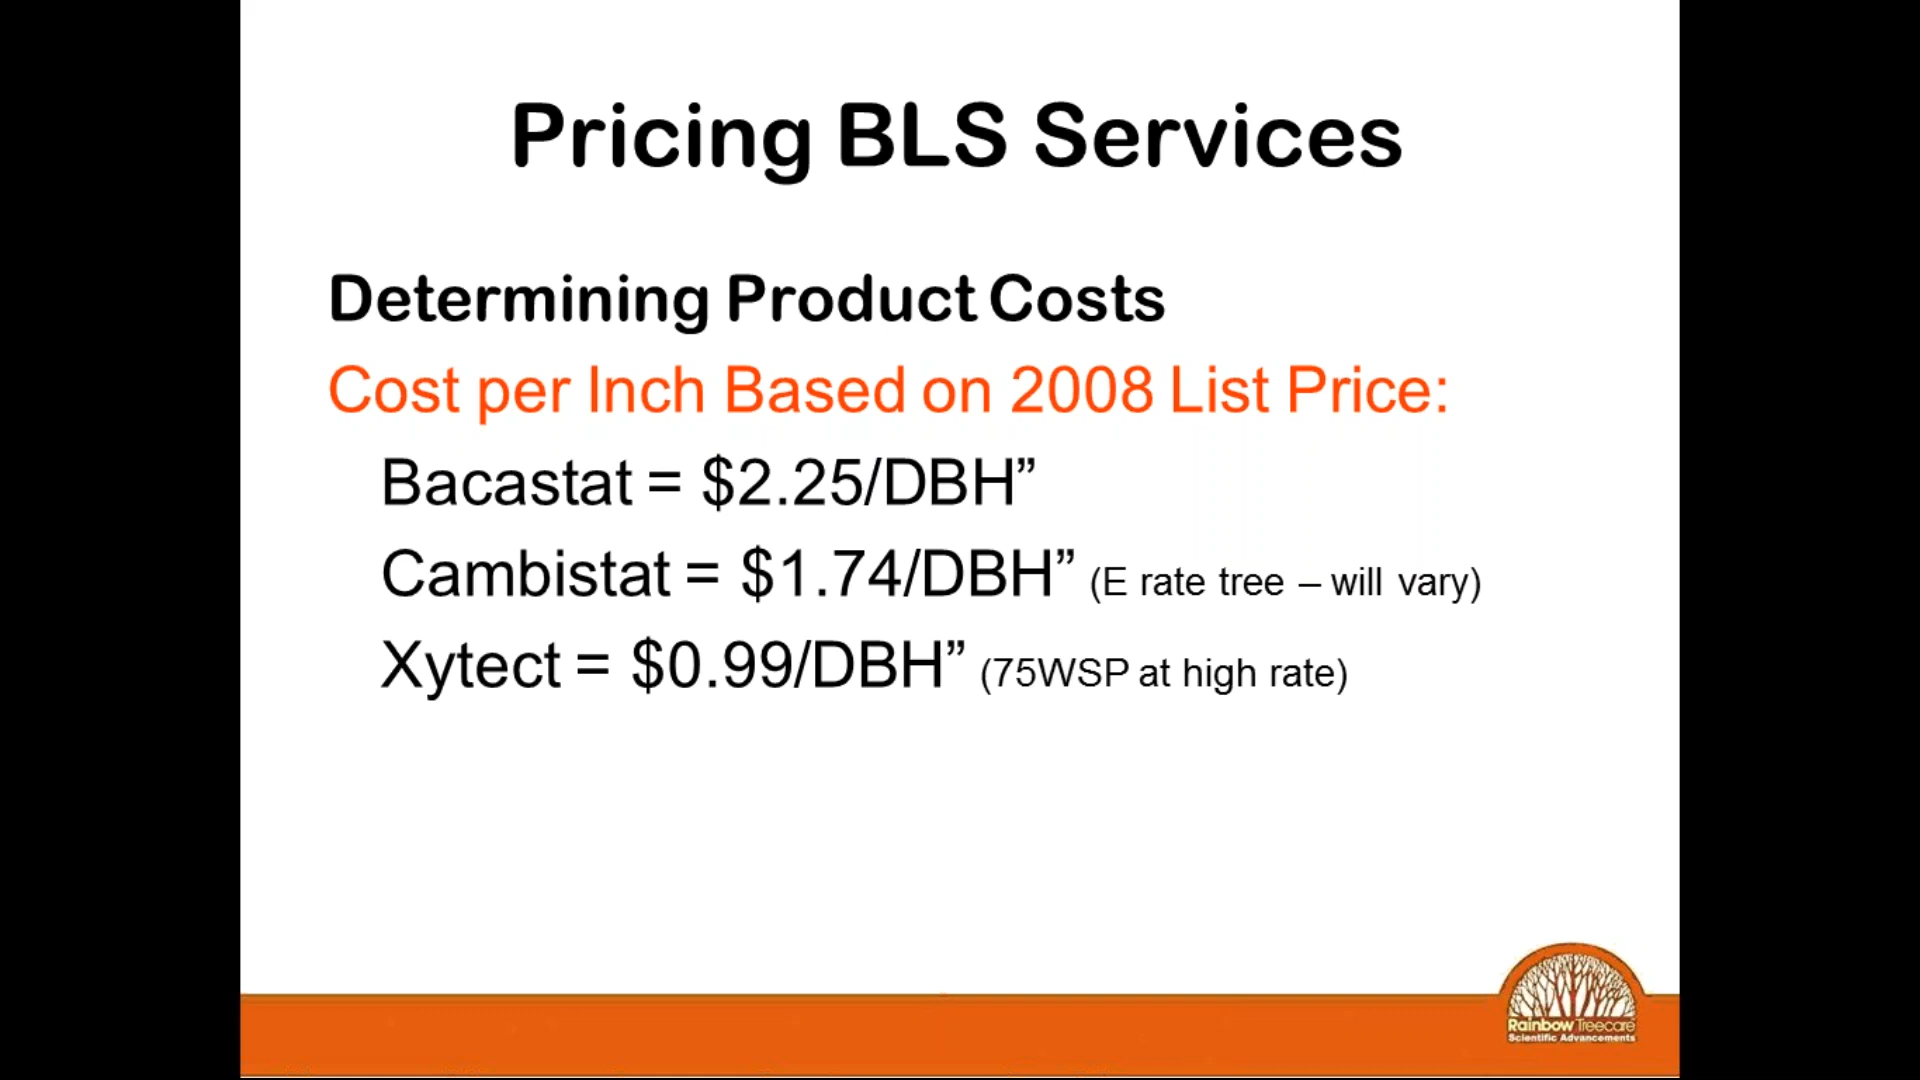 Pricing BLS Services
Determining Product Costs
Cost per Inch Based on 2008 List Price:
Bacastat = $2.25/DBH”
Cambistat = $1.74/DBH” (E rate tree – will vary)
Xytect = $0.99/DBH” (75WSP at high rate)
Rainbow Treecare
Scientific Advancements